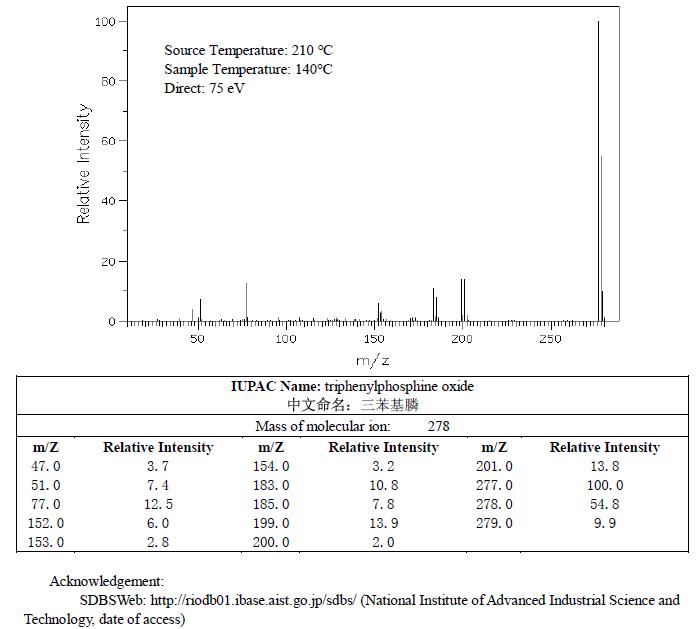 100
80
60
40
20
0
Relative Intensity
Source Temperature: 210 °C
Sample Temperature: 140°C
Direct: 75 eV
50 100 150 200 250
m/z
IUPAC Name: triphenylphosphine oxide
中文命名：三苯基膦
Mass of molecular ion: 278
m/Z Relative Intensity m/Z Relative Intensity m/Z Relative Intensity
47.0 3.7 154.0 3.2 201.0 13.8
51.0 7.4 183.0 10.8 277.0 100.0
77.0 12.5 185.0 7.8 278.0 54.8
152.0 6.0 199.0 13.9 279.0 9.9
153.0 2.8 200.0 2.0
Acknowledgement:
SDBSWeb: http://riodb01.ibase.aist.go.jp/sdbs/ (National Institute of Advanced Industrial Science and
Technology, date of access)